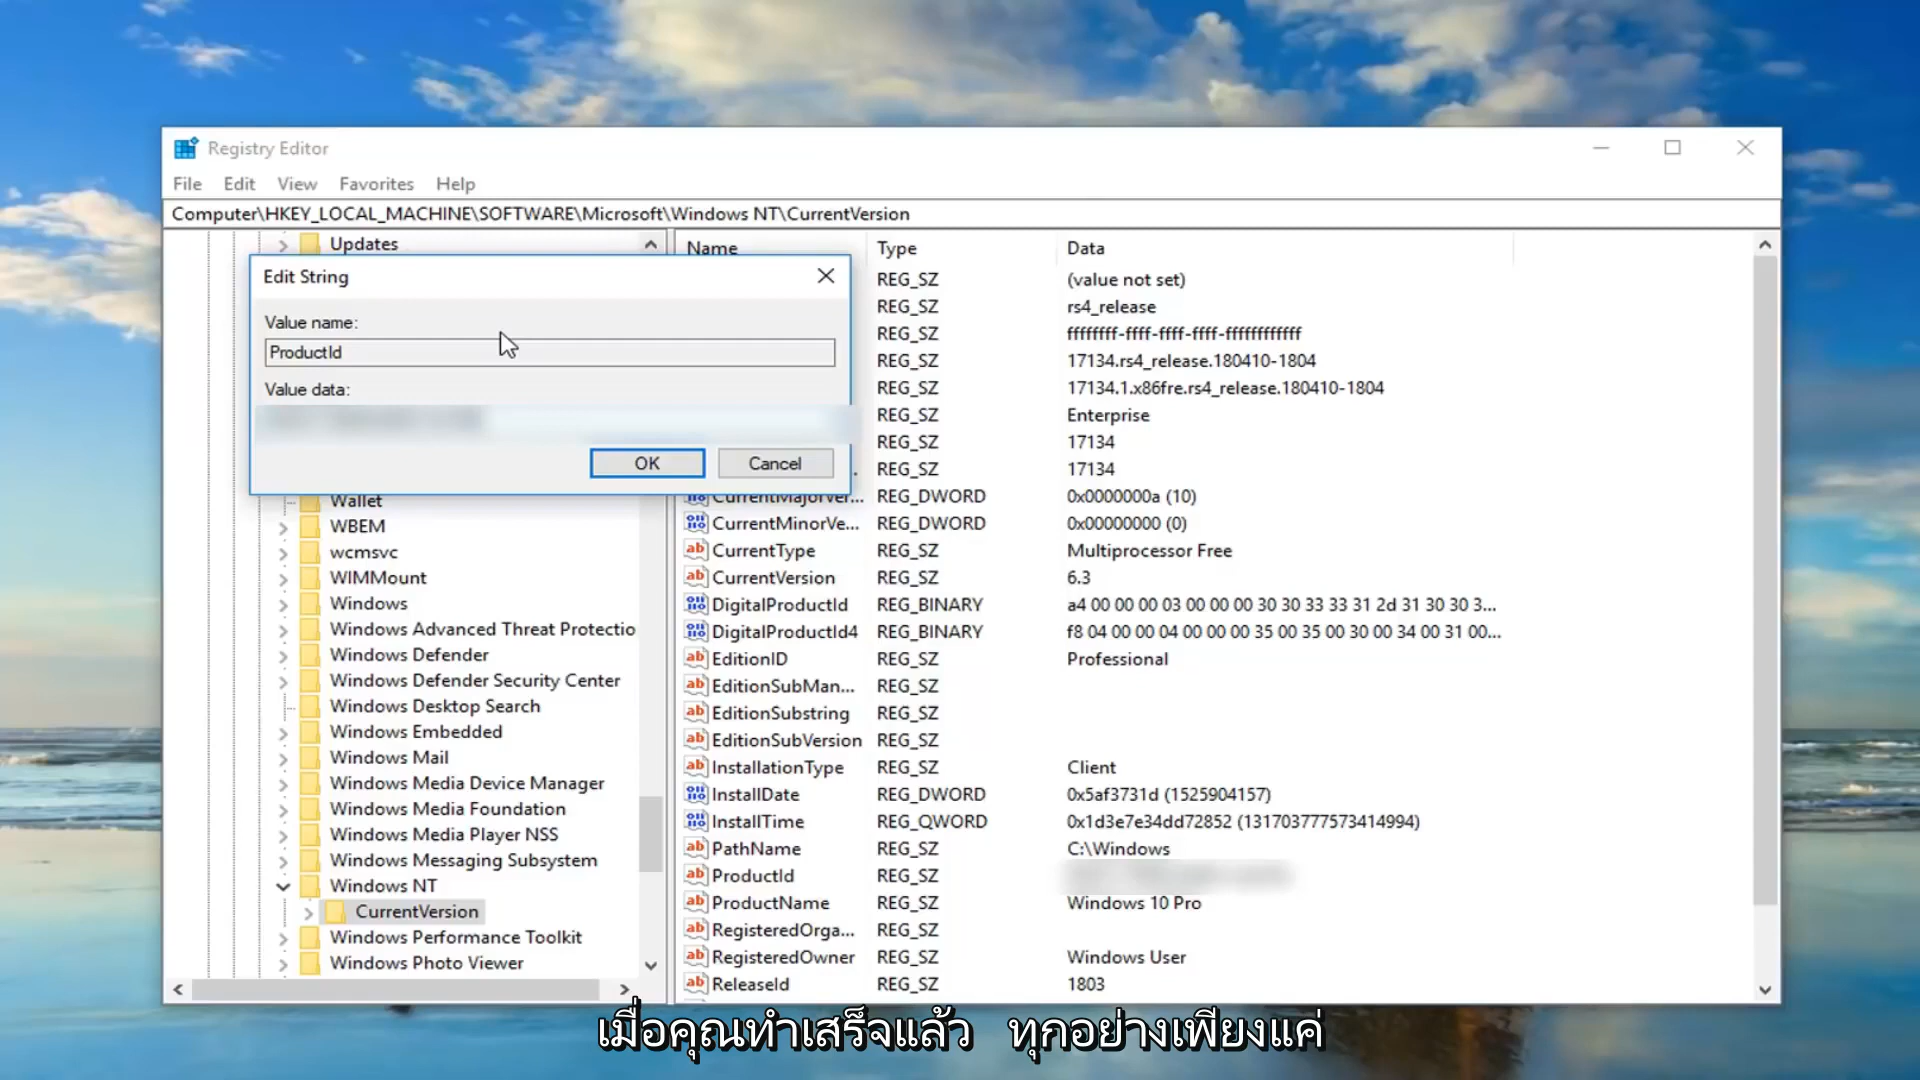 Registry Editor
File Edit View Favorites Help
Computer\HKEY_LOCAL_MACHINE\SOFTWARE\Microsoft\Windows NT\CurrentVersion
Updates
Edit String
Value name:
ProductId
Value data:
OK Cancel
Wallet
WBEM
wcmsvc
WIMMount
Windows
Windows Advanced Threat Protectio
Windows Defender
Windows Defender Security Center
Windows Desktop Search
Windows Embedded
Windows Mail
Windows Media Device Manager
Windows Media Foundation
Windows Media Player NSS
Windows Messaging Subsystem
Windows NT
CurrentVersion
Windows Performance Toolkit
Windows Photo Viewer
Name Type Data
REG_SZ (value not set)
REG_SZ rs4_release
REG_SZ ffffffff-ffff-ffff-ffff-ffffffffffff
REG_SZ 17134.rs4_release.180410-1804
REG_SZ 17134.1.x86fre.rs4_release.180410-1804
REG_SZ Enterprise
REG_SZ 17134
REG_SZ 17134
CurrentMajorVer... REG_DWORD 0x0000000a (10)
CurrentMinorVe... REG_DWORD 0x00000000 (0)
CurrentType REG_SZ Multiprocessor Free
CurrentVersion REG_SZ 6.3
DigitalProductId REG_BINARY a4 00 00 00 03 00 00 00 30 30 33 33 31 2d 31 30 30 3...
DigitalProductId4 REG_BINARY f8 04 00 00 04 00 00 00 35 00 35 00 30 00 34 00 31 00...
EditionID REG_SZ Professional
EditionSubMan... REG_SZ
EditionSubstring REG_SZ
EditionSubVersion REG_SZ
InstallationType REG_SZ Client
InstallDate REG_DWORD 0x5af3731d (1525904157)
InstallTime REG_QWORD 0x1d3e7e34dd72852 (131703777573414994)
PathName REG_SZ C:\Windows
ProductId REG_SZ
ProductName REG_SZ Windows 10 Pro
RegisteredOrga... REG_SZ
RegisteredOwner REG_SZ Windows User
ReleaseId REG_SZ 1803
เมื่อคุณทำเสร็จแล้ว ทุกอย่างเพียงแค่